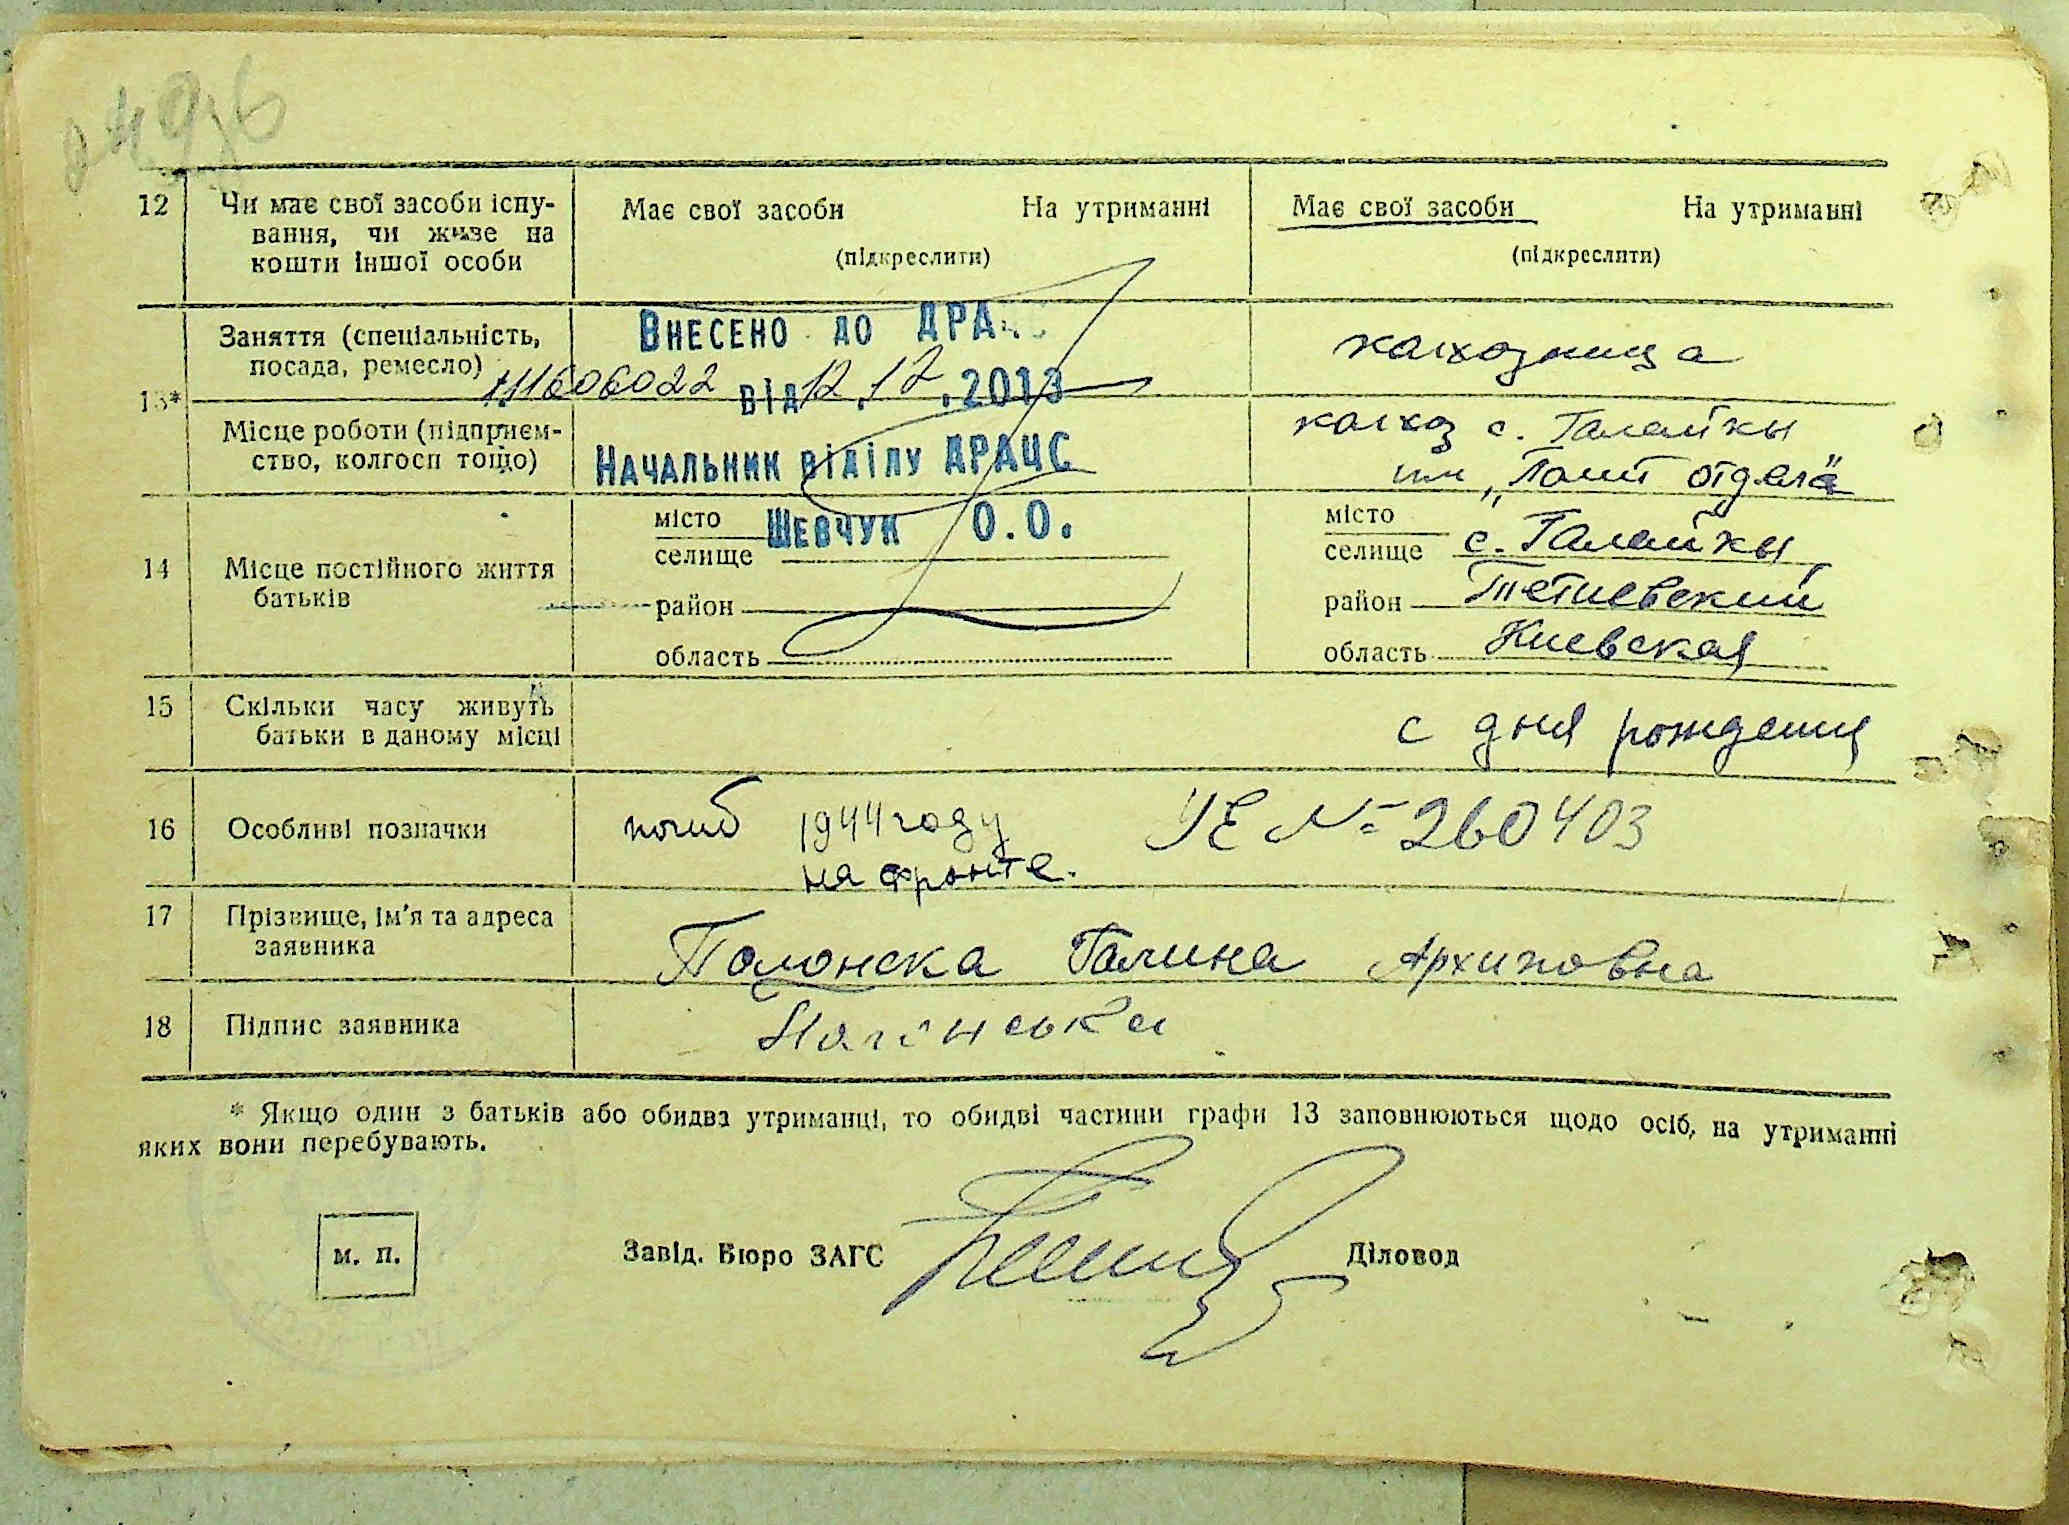 12 Чи має свої засоби існу-
вання, чи живе на
кошти іншої особи
Має свої засоби На утриманні
(підкреслити)
Має свої засоби На утриманні
(підкреслити)
13*
Заняття (спеціальність,
посада, ремесло)
Внесено до ДРАЦС
від 12.12.2013
Начальник відділу ДРАЦС
Шевчук О.О.
колхозница
Місце роботи (підприєм-
ство, колгосп тощо)
колхоз с. Галайки
им „Полит отдела"
14 Місце постійного життя
батьків
місто
селище
район
область
місто
селище с. Галайки
район Тетиевский
область Киевская
15 Скільки часу живуть
батьки в даному місці
с дня рождения
16 Особливі позначки
погиб 1944 году
на фронте.
УЕ № 260403
17 Прізвище, ім'я та адреса
заявника
Полонска Галина Архиповна
18 Підпис заявника
* Якщо один з батьків або обидва утриманці, то обидві частини графи 13 заповнюються щодо осіб, на утриманні
яких вони перебувають.
м. п.
Завід. Бюро ЗАГС
Діловод